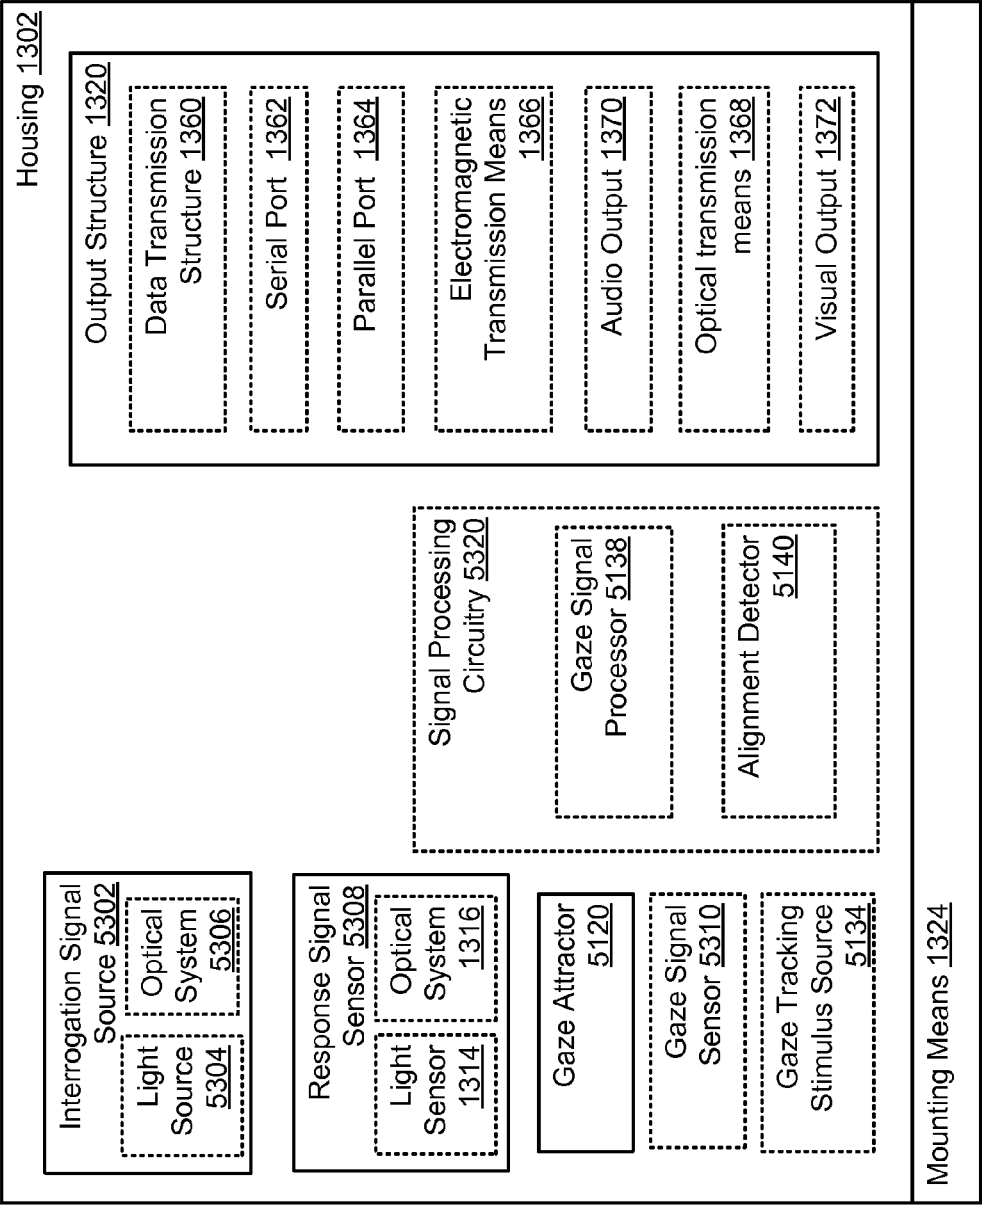 Housing 1302
Interrogation Signal
Source 5302
Light
Source
5304
Optical
System
5306
Response Signal
Sensor 5308
Light
Sensor
1314
Optical
System
1316
Gaze Attractor
5120
Gaze Signal
Sensor 5310
Gaze Tracking
Stimulus Source
5134
Signal Processing
Circuitry 5320
Gaze Signal
Processor 5138
Alignment Detector
5140
Output Structure 1320
Data Transmission
Structure 1360
Serial Port 1362
Parallel Port 1364
Electromagnetic
Transmission Means
1366
Audio Output 1370
Optical transmission
means 1368
Visual Output 1372
Mounting Means 1324